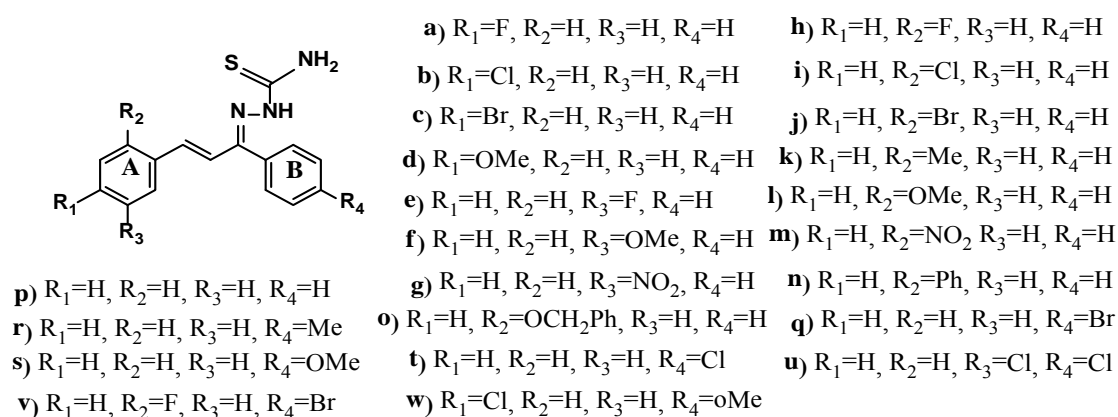 S
NH₂
N-NH
R₂
A
B
R₁
R₃
R₄
a) R₁=F, R₂=H, R₃=H, R₄=H
b) R₁=Cl, R₂=H, R₃=H, R₄=H
c) R₁=Br, R₂=H, R₃=H, R₄=H
d) R₁=OMe, R₂=H, R₃=H, R₄=H
e) R₁=H, R₂=H, R₃=F, R₄=H
f) R₁=H, R₂=H, R₃=OMe, R₄=H
g) R₁=H, R₂=H, R₃=NO₂, R₄=H
h) R₁=H, R₂=F, R₃=H, R₄=H
i) R₁=H, R₂=Cl, R₃=H, R₄=H
j) R₁=H, R₂=Br, R₃=H, R₄=H
k) R₁=H, R₂=Me, R₃=H, R₄=H
l) R₁=H, R₂=OMe, R₃=H, R₄=H
m) R₁=H, R₂=NO₂ R₃=H, R₄=H
n) R₁=H, R₂=Ph, R₃=H, R₄=H
p) R₁=H, R₂=H, R₃=H, R₄=H
r) R₁=H, R₂=H, R₃=H, R₄=Me
o) R₁=H, R₂=OCH₂Ph, R₃=H, R₄=H
q) R₁=H, R₂=H, R₃=H, R₄=Br
s) R₁=H, R₂=H, R₃=H, R₄=OMe
t) R₁=H, R₂=H, R₃=H, R₄=Cl
u) R₁=H, R₂=H, R₃=Cl, R₄=Cl
v) R₁=H, R₂=F, R₃=H, R₄=Br
w) R₁=Cl, R₂=H, R₃=H, R₄=oMe